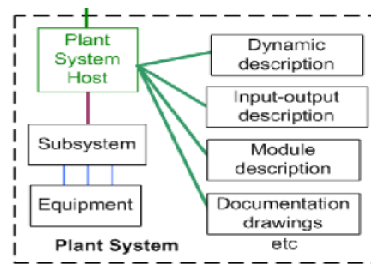 Plant
System
Host
Subsystem
Equipment
Plant System
Dynamic
description
Input-output
description
Module
description
Documentation
drawings
etc